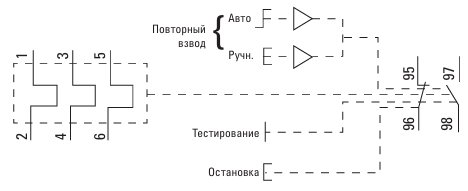 Повторный
взвод
Авто
Ручн.
1
3
5
2
4
6
95
97
96
98
Тестирование
Остановка